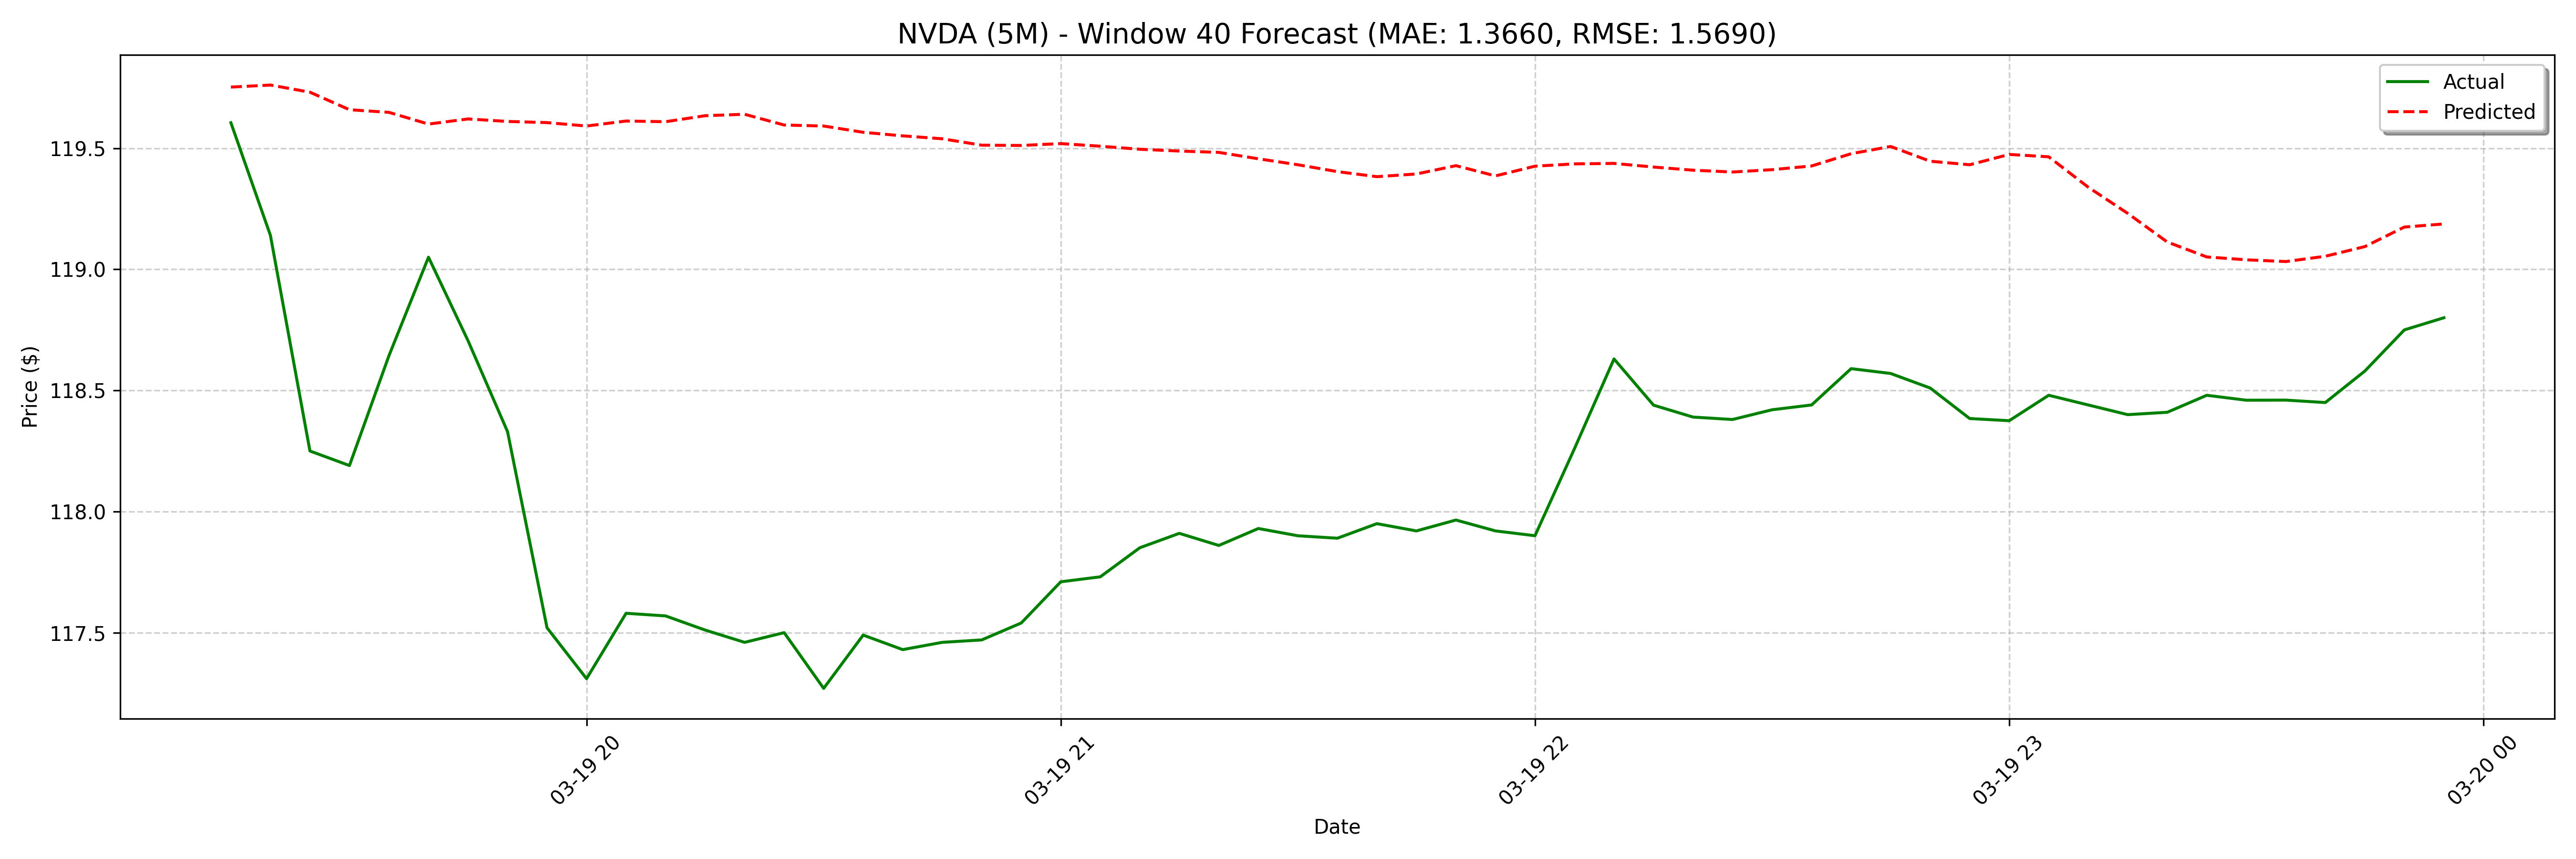 NVDA (5M) - Window 40 Forecast (MAE: 1.3660, RMSE: 1.5690)
Actual
Predicted
119.5
119.0
118.5
118.0
117.5
Price ($)
03-19 20
03-19 21
03-19 22
03-19 23
03-20 00
Date